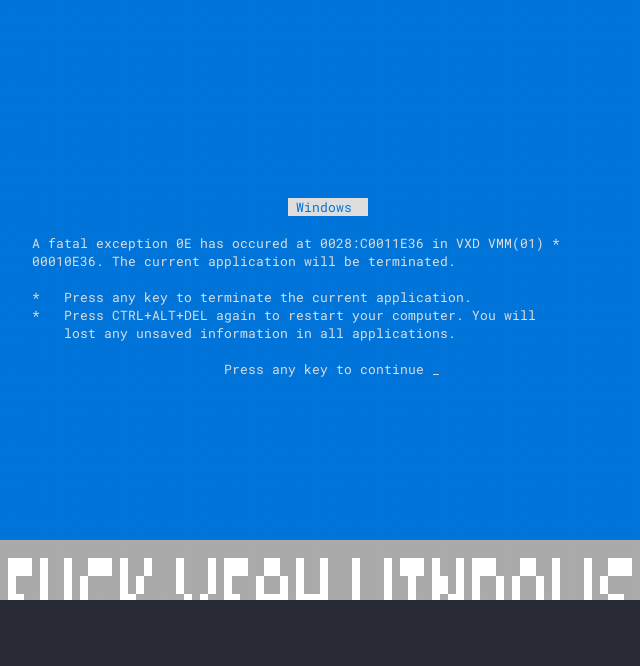 Windows
A fatal exception 0E has occured at 0028:C0011E36 in VXD VMM(01) *
00010E36. The current application will be terminated.
* Press any key to terminate the current application.
* Press CTRL+ALT+DEL again to restart your computer. You will
lost any unsaved information in all applications.
Press any key to continue _